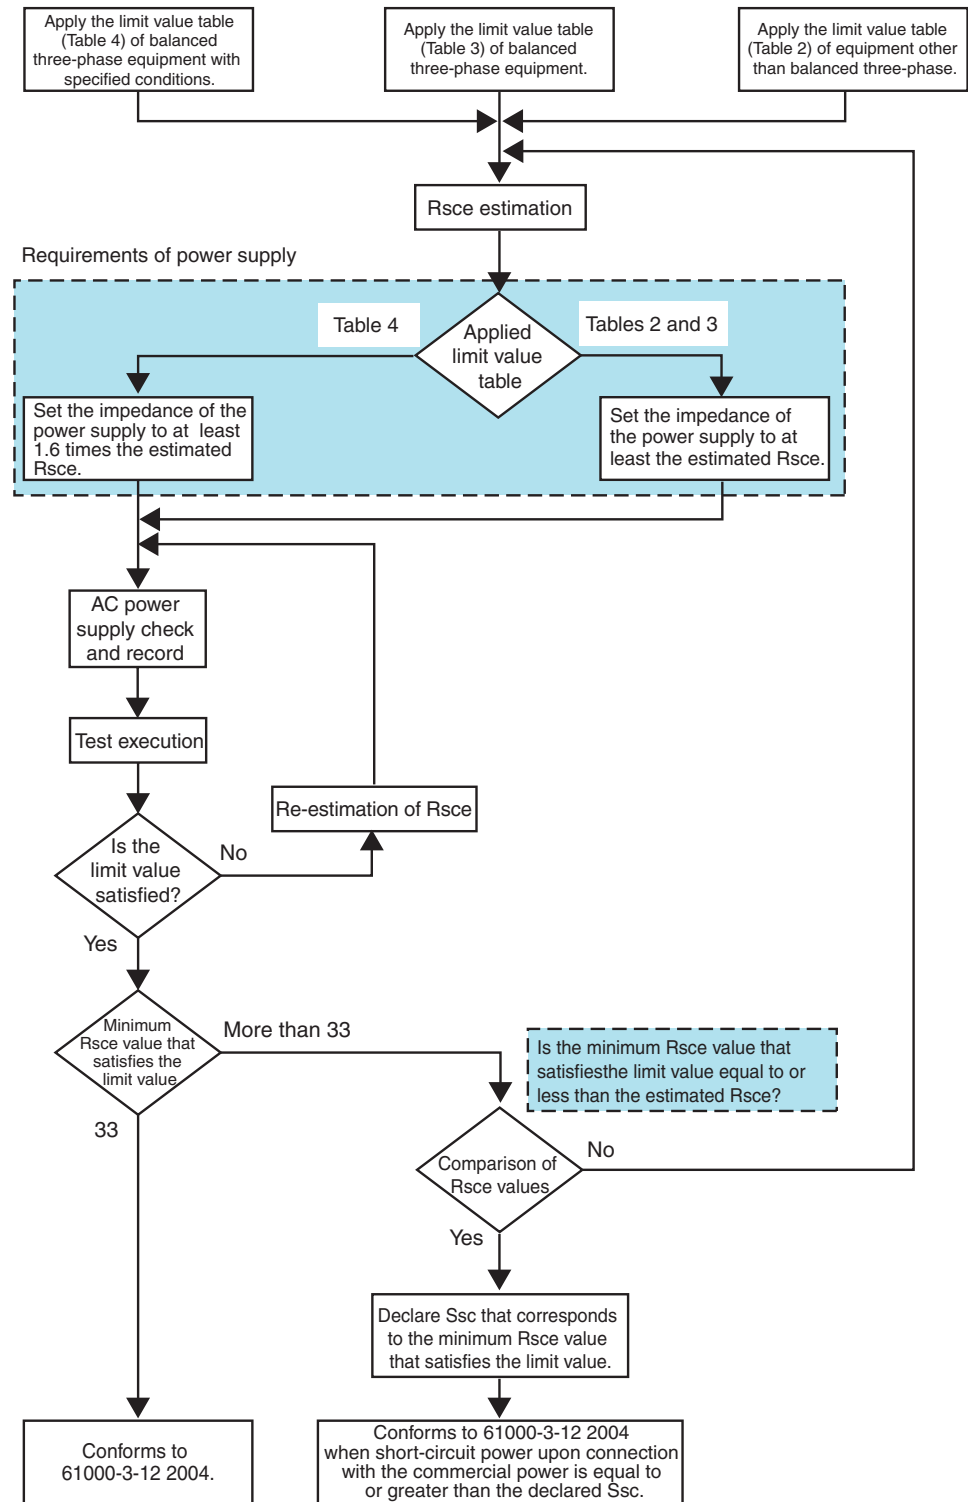 Apply the limit value table
(Table 4) of balanced
three-phase equipment with
specified conditions.
Apply the limit value table
(Table 3) of balanced
three-phase equipment.
Apply the limit value table
(Table 2) of equipment other
than balanced three-phase.
Rsce estimation
Requirements of power supply
Table 4
Applied
limit value
table
Tables 2 and 3
Set the impedance of the
power supply to at least
1.6 times the estimated
Rsce.
Set the impedance of
the power supply to at
least the estimated Rsce.
AC power
supply check
and record
Test execution
Re-estimation of Rsce
Is the
limit value
satisfied?
No
Yes
Minimum
Rsce value that
satisfies the
limit value
More than 33
33
Is the minimum Rsce value that
satisfiesthe limit value equal to or
less than the estimated Rsce?
Comparison of
Rsce values
No
Yes
Declare Ssc that corresponds
to the minimum Rsce value
that satisfies the limit value.
Conforms to
61000-3-12 2004.
Conforms to 61000-3-12 2004
when short-circuit power upon connection
with the commercial power is equal to
or greater than the declared Ssc.